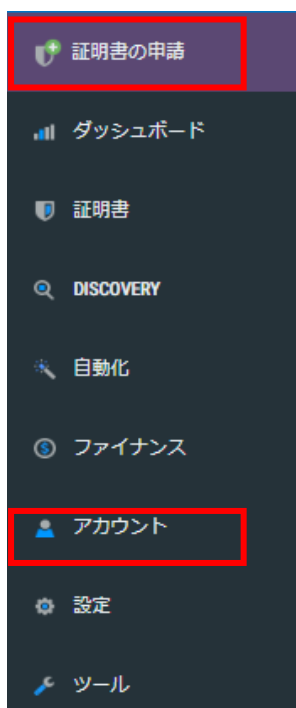 証明書の申請
ダッシュボード
証明書
DISCOVERY
自動化
ファイナンス
アカウント
設定
ツール